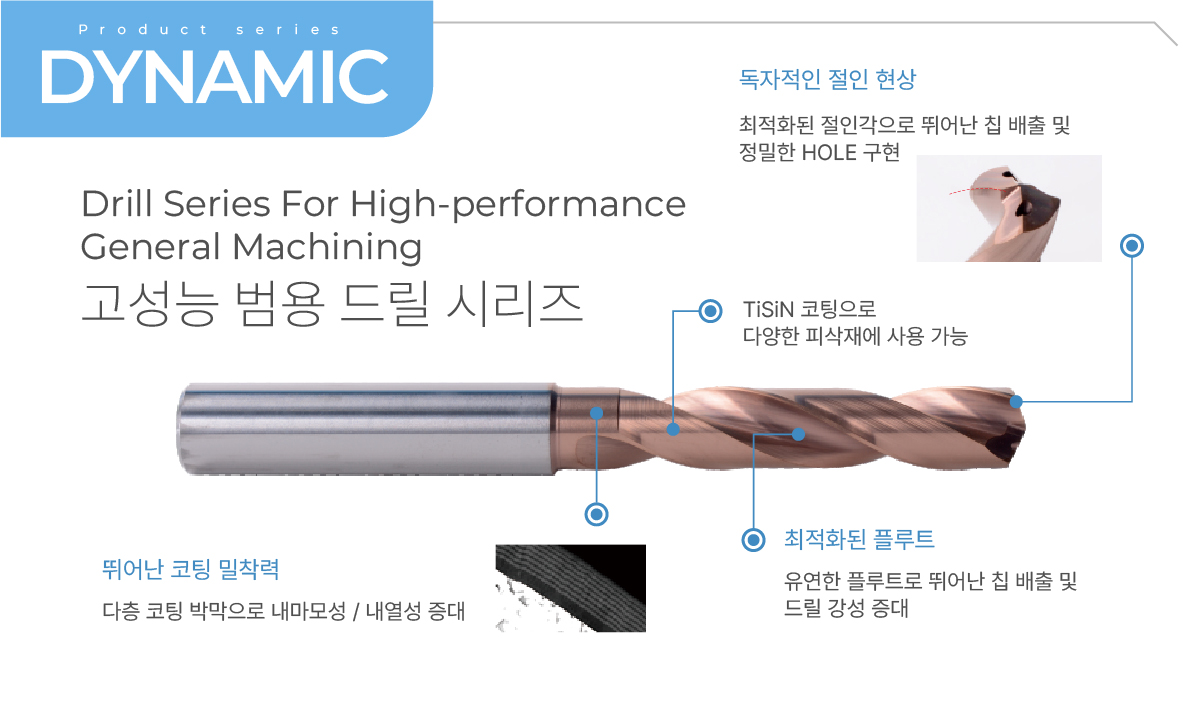 Product series
DYNAMIC
Drill Series For High-performance
General Machining
고성능 범용 드릴 시리즈
독자적인 절인 현상
최적화된 절인각으로 뛰어난 칩 배출 및
정밀한 HOLE 구현
TiSiN 코팅으로
다양한 피삭재에 사용 가능
뛰어난 코팅 밀착력
다층 코팅 박막으로 내마모성 / 내열성 증대
최적화된 플루트
유연한 플루트로 뛰어난 칩 배출 및
드릴 강성 증대